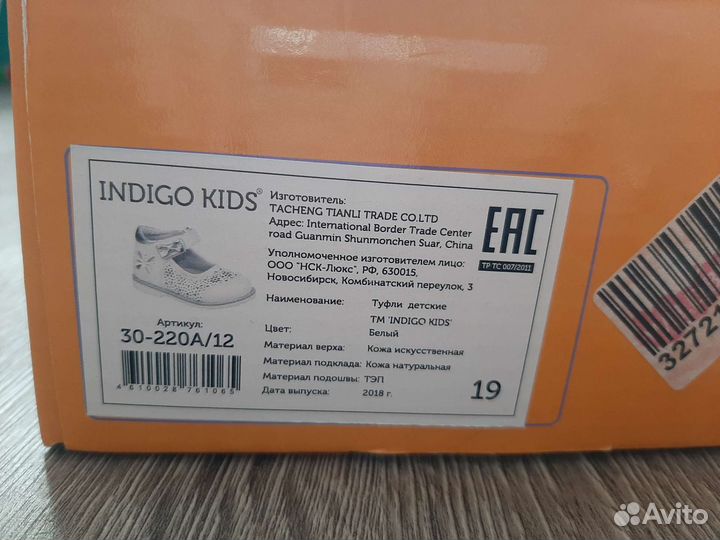 INDIGO KIDS®
Изготовитель:
TACHENG TIANLI TRADE CO.LTD
Адрес: International Border Trade Center
road Guanmin Shunmonchen Suar, China
Уполномоченное изготовителем лицо:
ООО "НСК-Люкс", РФ, 630015,
Новосибирск, Комбинатский переулок, 3
EAC
ТР ТС 007/2011
Артикул:
30-220A/12
4610028761065
Наименование: Туфли детские
ТМ 'INDIGO KIDS'
Цвет: Белый
Материал верха: Кожа искусственная
Материал подклада: Кожа натуральная
Материал подошвы: ТЭП
Дата выпуска: 2018 г.
19
Avito